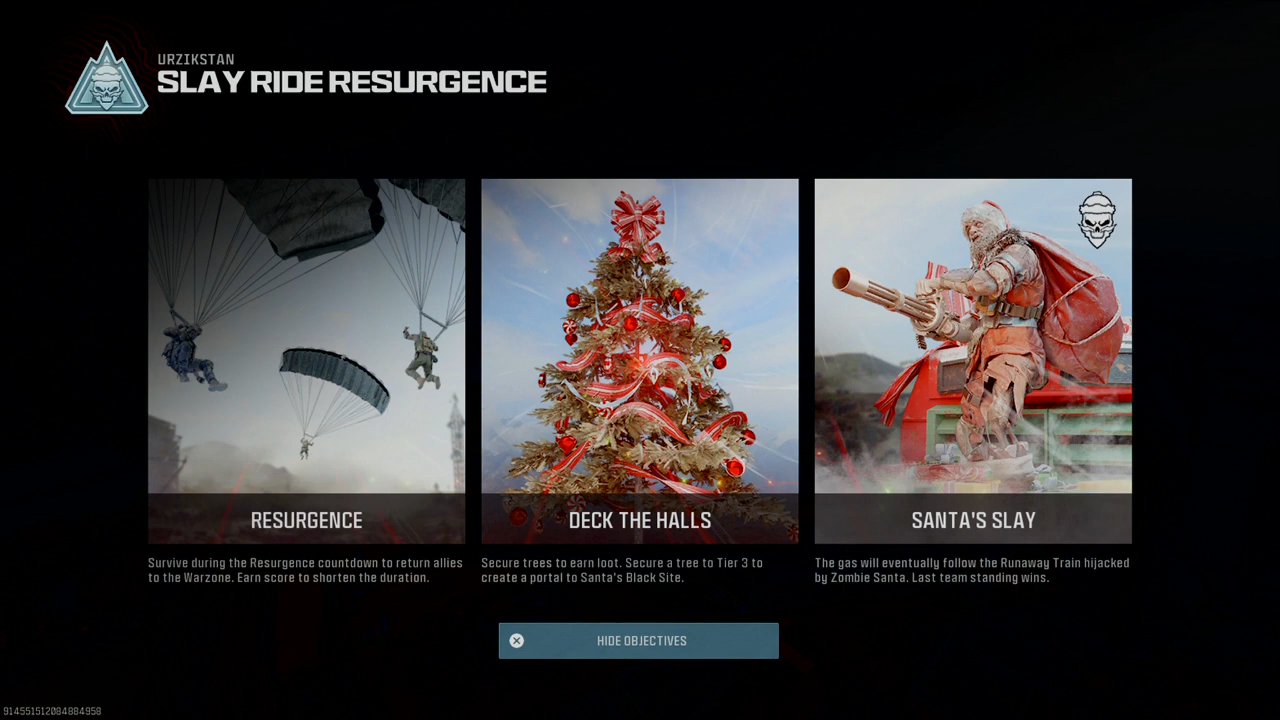 URZIKSTAN
SLAY RIDE RESURGENCE
RESURGENCE
Survive during the Resurgence countdown to return allies
to the Warzone. Earn score to shorten the duration.
DECK THE HALLS
Secure trees to earn loot. Secure a tree to Tier 3 to
create a portal to Santa's Black Site.
SANTA'S SLAY
The gas will eventually follow the Runaway Train hijacked
by Zombie Santa. Last team standing wins.
HIDE OBJECTIVES
914551512084884958